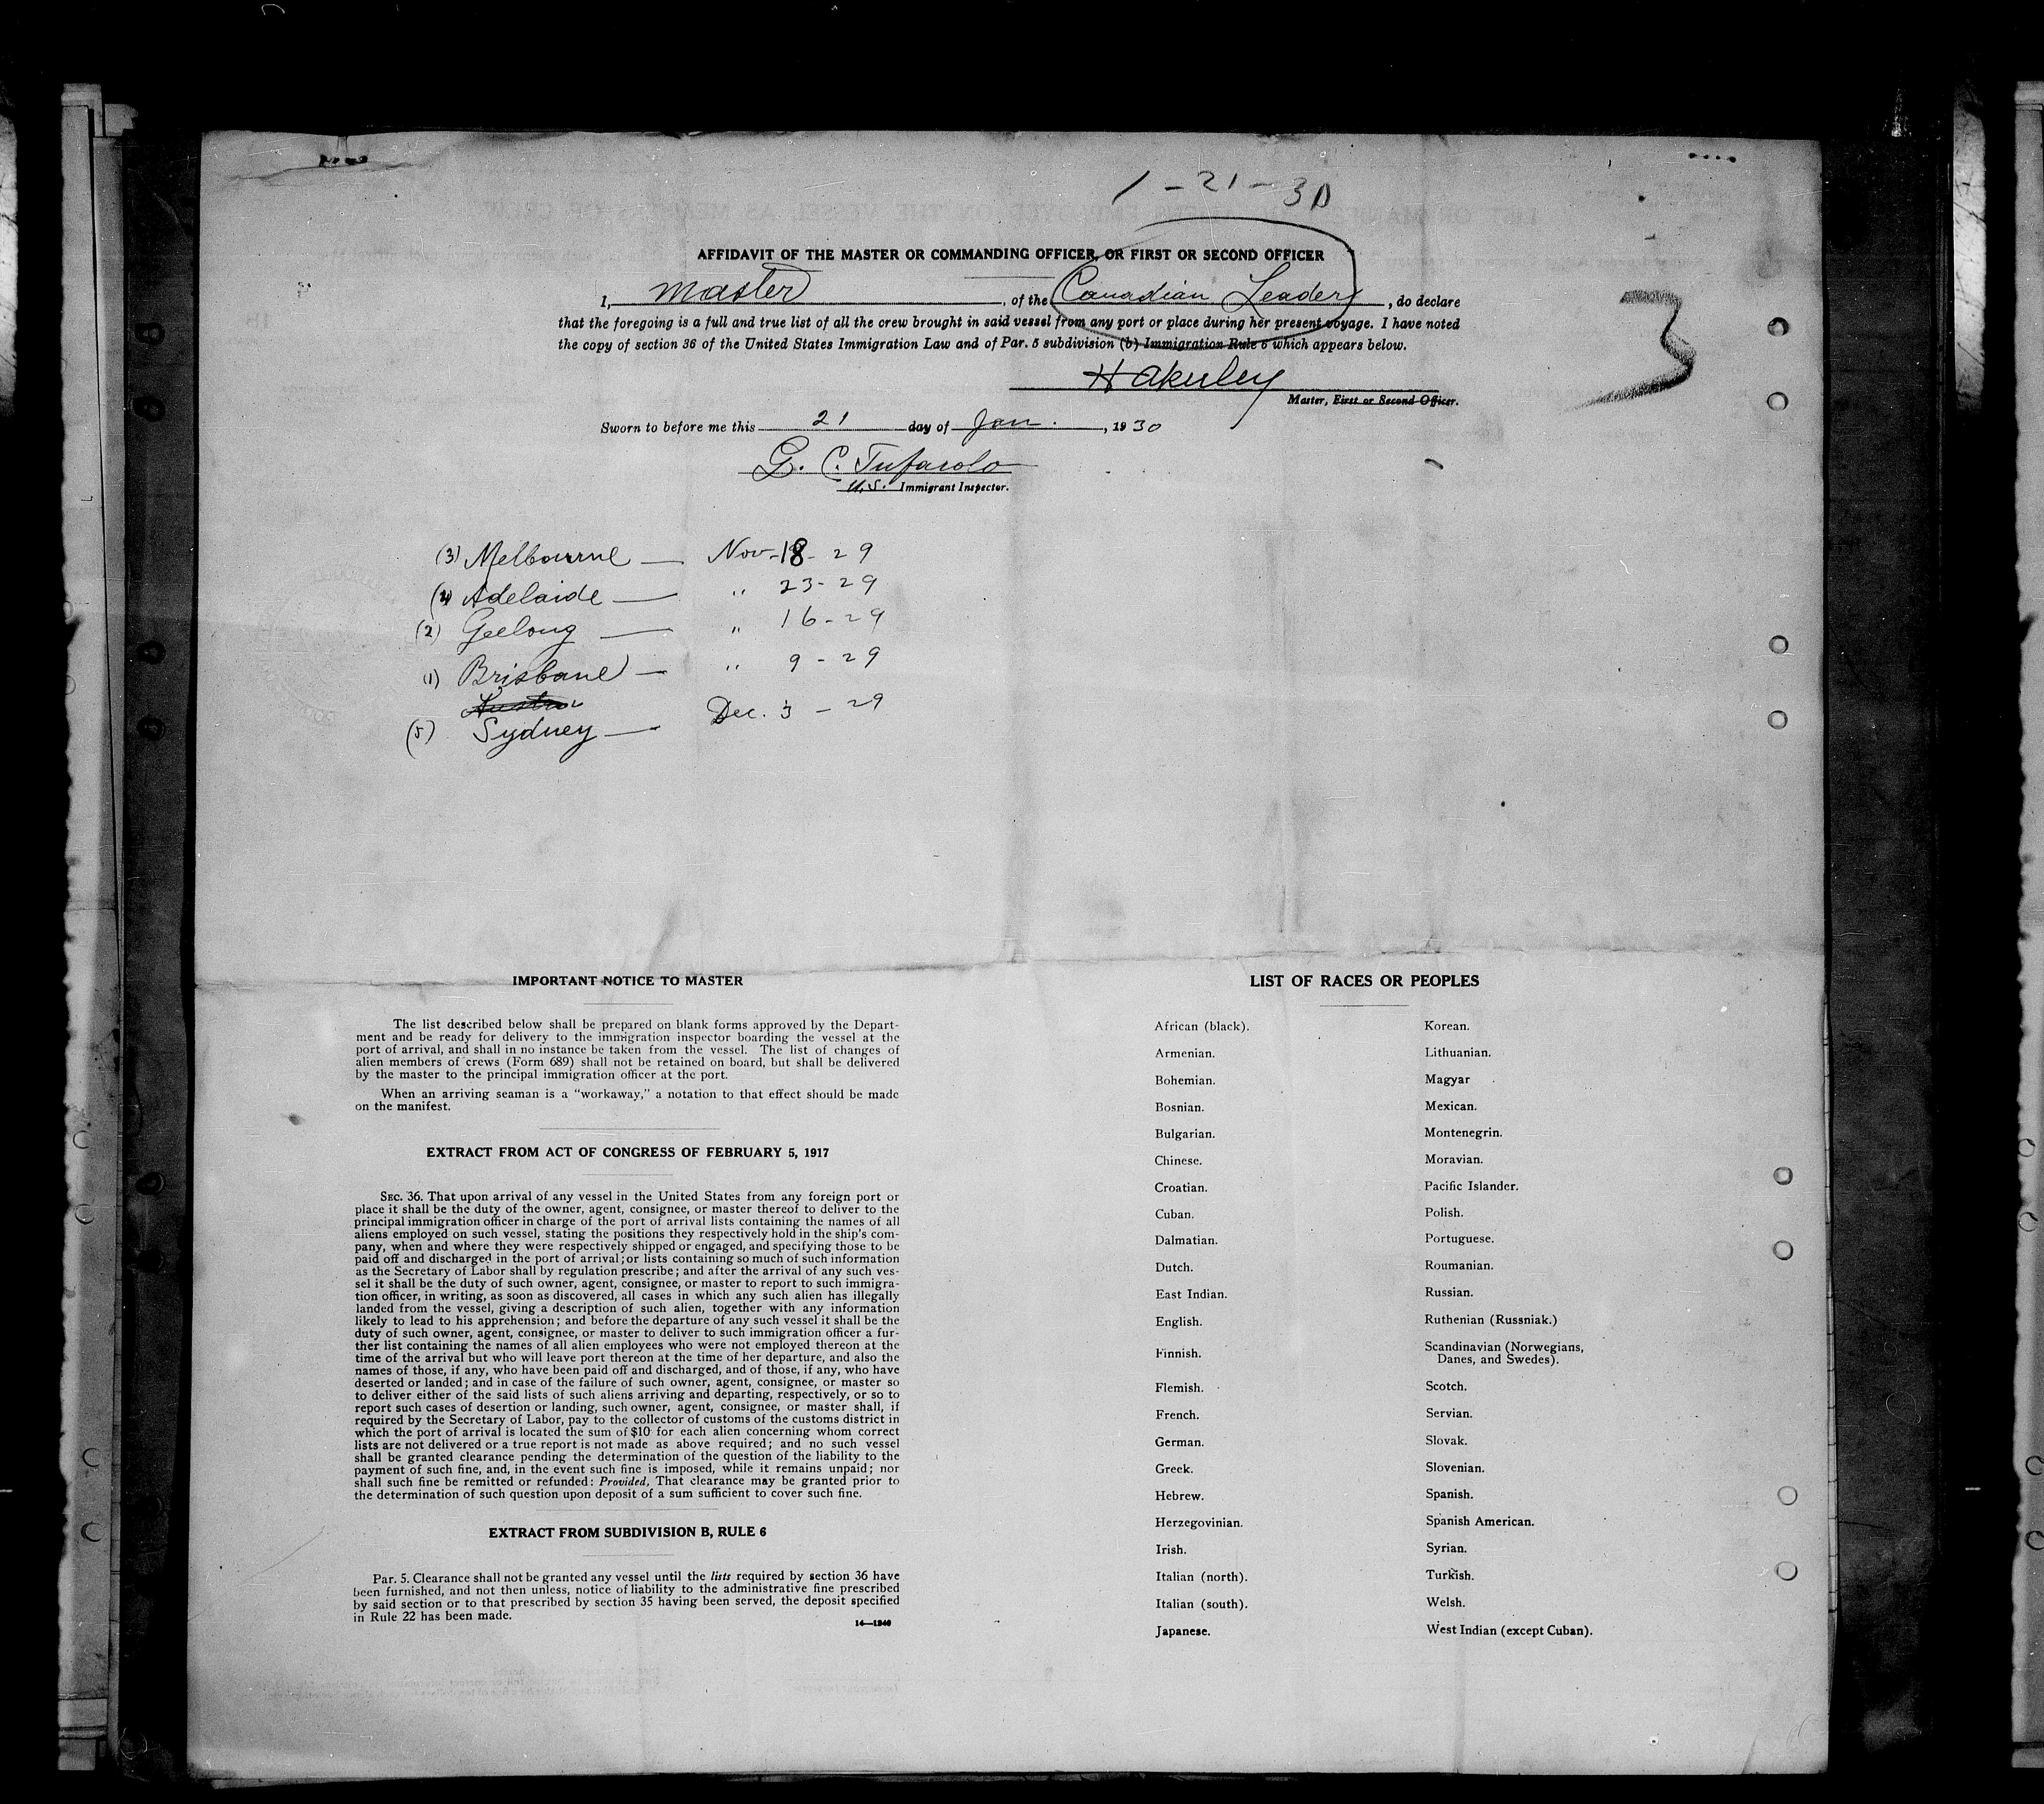 1-21-30
AFFIDAVIT OF THE MASTER OR COMMANDING OFFICER, OR FIRST OR SECOND OFFICER
I, master, of the Canadian Leader, do declare
that the foregoing is a full and true list of all the crew brought in said vessel from any port or place during her present voyage. I have noted
the copy of section 36 of the United States Immigration Law and of Par. 5 subdivision (b) Immigration Rule 6 which appears below.
3
Master, First or Second Officer.
Sworn to before me this 21 day of Jan., 1930
G. C. Tufarolo
U.S. Immigrant Inspector.
(3) Melbourne — Nov-18-29
(4) Adelaide — " 23-29
(2) Geelong — " 16-29
(1) Brisbane — " 9-29
(5) Sydney — Dec. 3-29
IMPORTANT NOTICE TO MASTER
The list described below shall be prepared on blank forms approved by the Depart-
ment and be ready for delivery to the immigration inspector boarding the vessel at the
port of arrival, and shall in no instance be taken from the vessel. The list of changes of
alien members of crews (Form 689) shall not be retained on board, but shall be delivered
by the master to the principal immigration officer at the port.
When an arriving seaman is a "workaway," a notation to that effect should be made
on the manifest.
EXTRACT FROM ACT OF CONGRESS OF FEBRUARY 5, 1917
SEC. 36. That upon arrival of any vessel in the United States from any foreign port or
place it shall be the duty of the owner, agent, consignee, or master thereof to deliver to the
principal immigration officer in charge of the port of arrival lists containing the names of all
aliens employed on such vessel, stating the positions they respectively hold in the ship's com-
pany, when and where they were respectively shipped or engaged, and specifying those to be
paid off and discharged in the port of arrival; or lists containing so much of such information
as the Secretary of Labor shall by regulation prescribe; and after the arrival of any such ves-
sel it shall be the duty of such owner, agent, consignee, or master to report to such immigra-
tion officer, in writing, as soon as discovered, all cases in which any such alien has illegally
landed from the vessel, giving a description of such alien, together with any information
likely to lead to his apprehension; and before the departure of any such vessel it shall be the
duty of such owner, agent, consignee, or master to deliver to such immigration officer a fur-
ther list containing the names of all alien employees who were not employed thereon at the
time of the arrival but who will leave port thereon at the time of her departure, and also the
names of those, if any, who have been paid off and discharged, and of those, if any, who have
deserted or landed; and in case of the failure of such owner, agent, consignee, or master so
to deliver either of the said lists of such aliens arriving and departing, respectively, or so to
report such cases of desertion or landing, such owner, agent, consignee, or master shall, if
required by the Secretary of Labor, pay to the collector of customs of the customs district in
which the port of arrival is located the sum of $10 for each alien concerning whom correct
lists are not delivered or a true report is not made as above required; and no such vessel
shall be granted clearance pending the determination of the question of the liability to the
payment of such fine, and, in the event such fine is imposed, while it remains unpaid; nor
shall such fine be remitted or refunded: Provided, That clearance may be granted prior to
the determination of such question upon deposit of a sum sufficient to cover such fine.
EXTRACT FROM SUBDIVISION B, RULE 6
Par. 5. Clearance shall not be granted any vessel until the lists required by section 36 have
been furnished, and not then unless, notice of liability to the administrative fine prescribed
by said section or to that prescribed by section 35 having been served, the deposit specified
in Rule 22 has been made.
14—1240
LIST OF RACES OR PEOPLES
African (black).
Armenian.
Bohemian.
Bosnian.
Bulgarian.
Chinese.
Croatian.
Cuban.
Dalmatian.
Dutch.
East Indian.
English.
Finnish.
Flemish.
French.
German.
Greek.
Hebrew.
Herzegovinian.
Irish.
Italian (north).
Italian (south).
Japanese.
Korean.
Lithuanian.
Magyar
Mexican.
Montenegrin.
Moravian.
Pacific Islander.
Polish.
Portuguese.
Roumanian.
Russian.
Ruthenian (Russniak.)
Scandinavian (Norwegians,
Danes, and Swedes).
Scotch.
Servian.
Slovak.
Slovenian.
Spanish.
Spanish American.
Syrian.
Turkish.
Welsh.
West Indian (except Cuban).